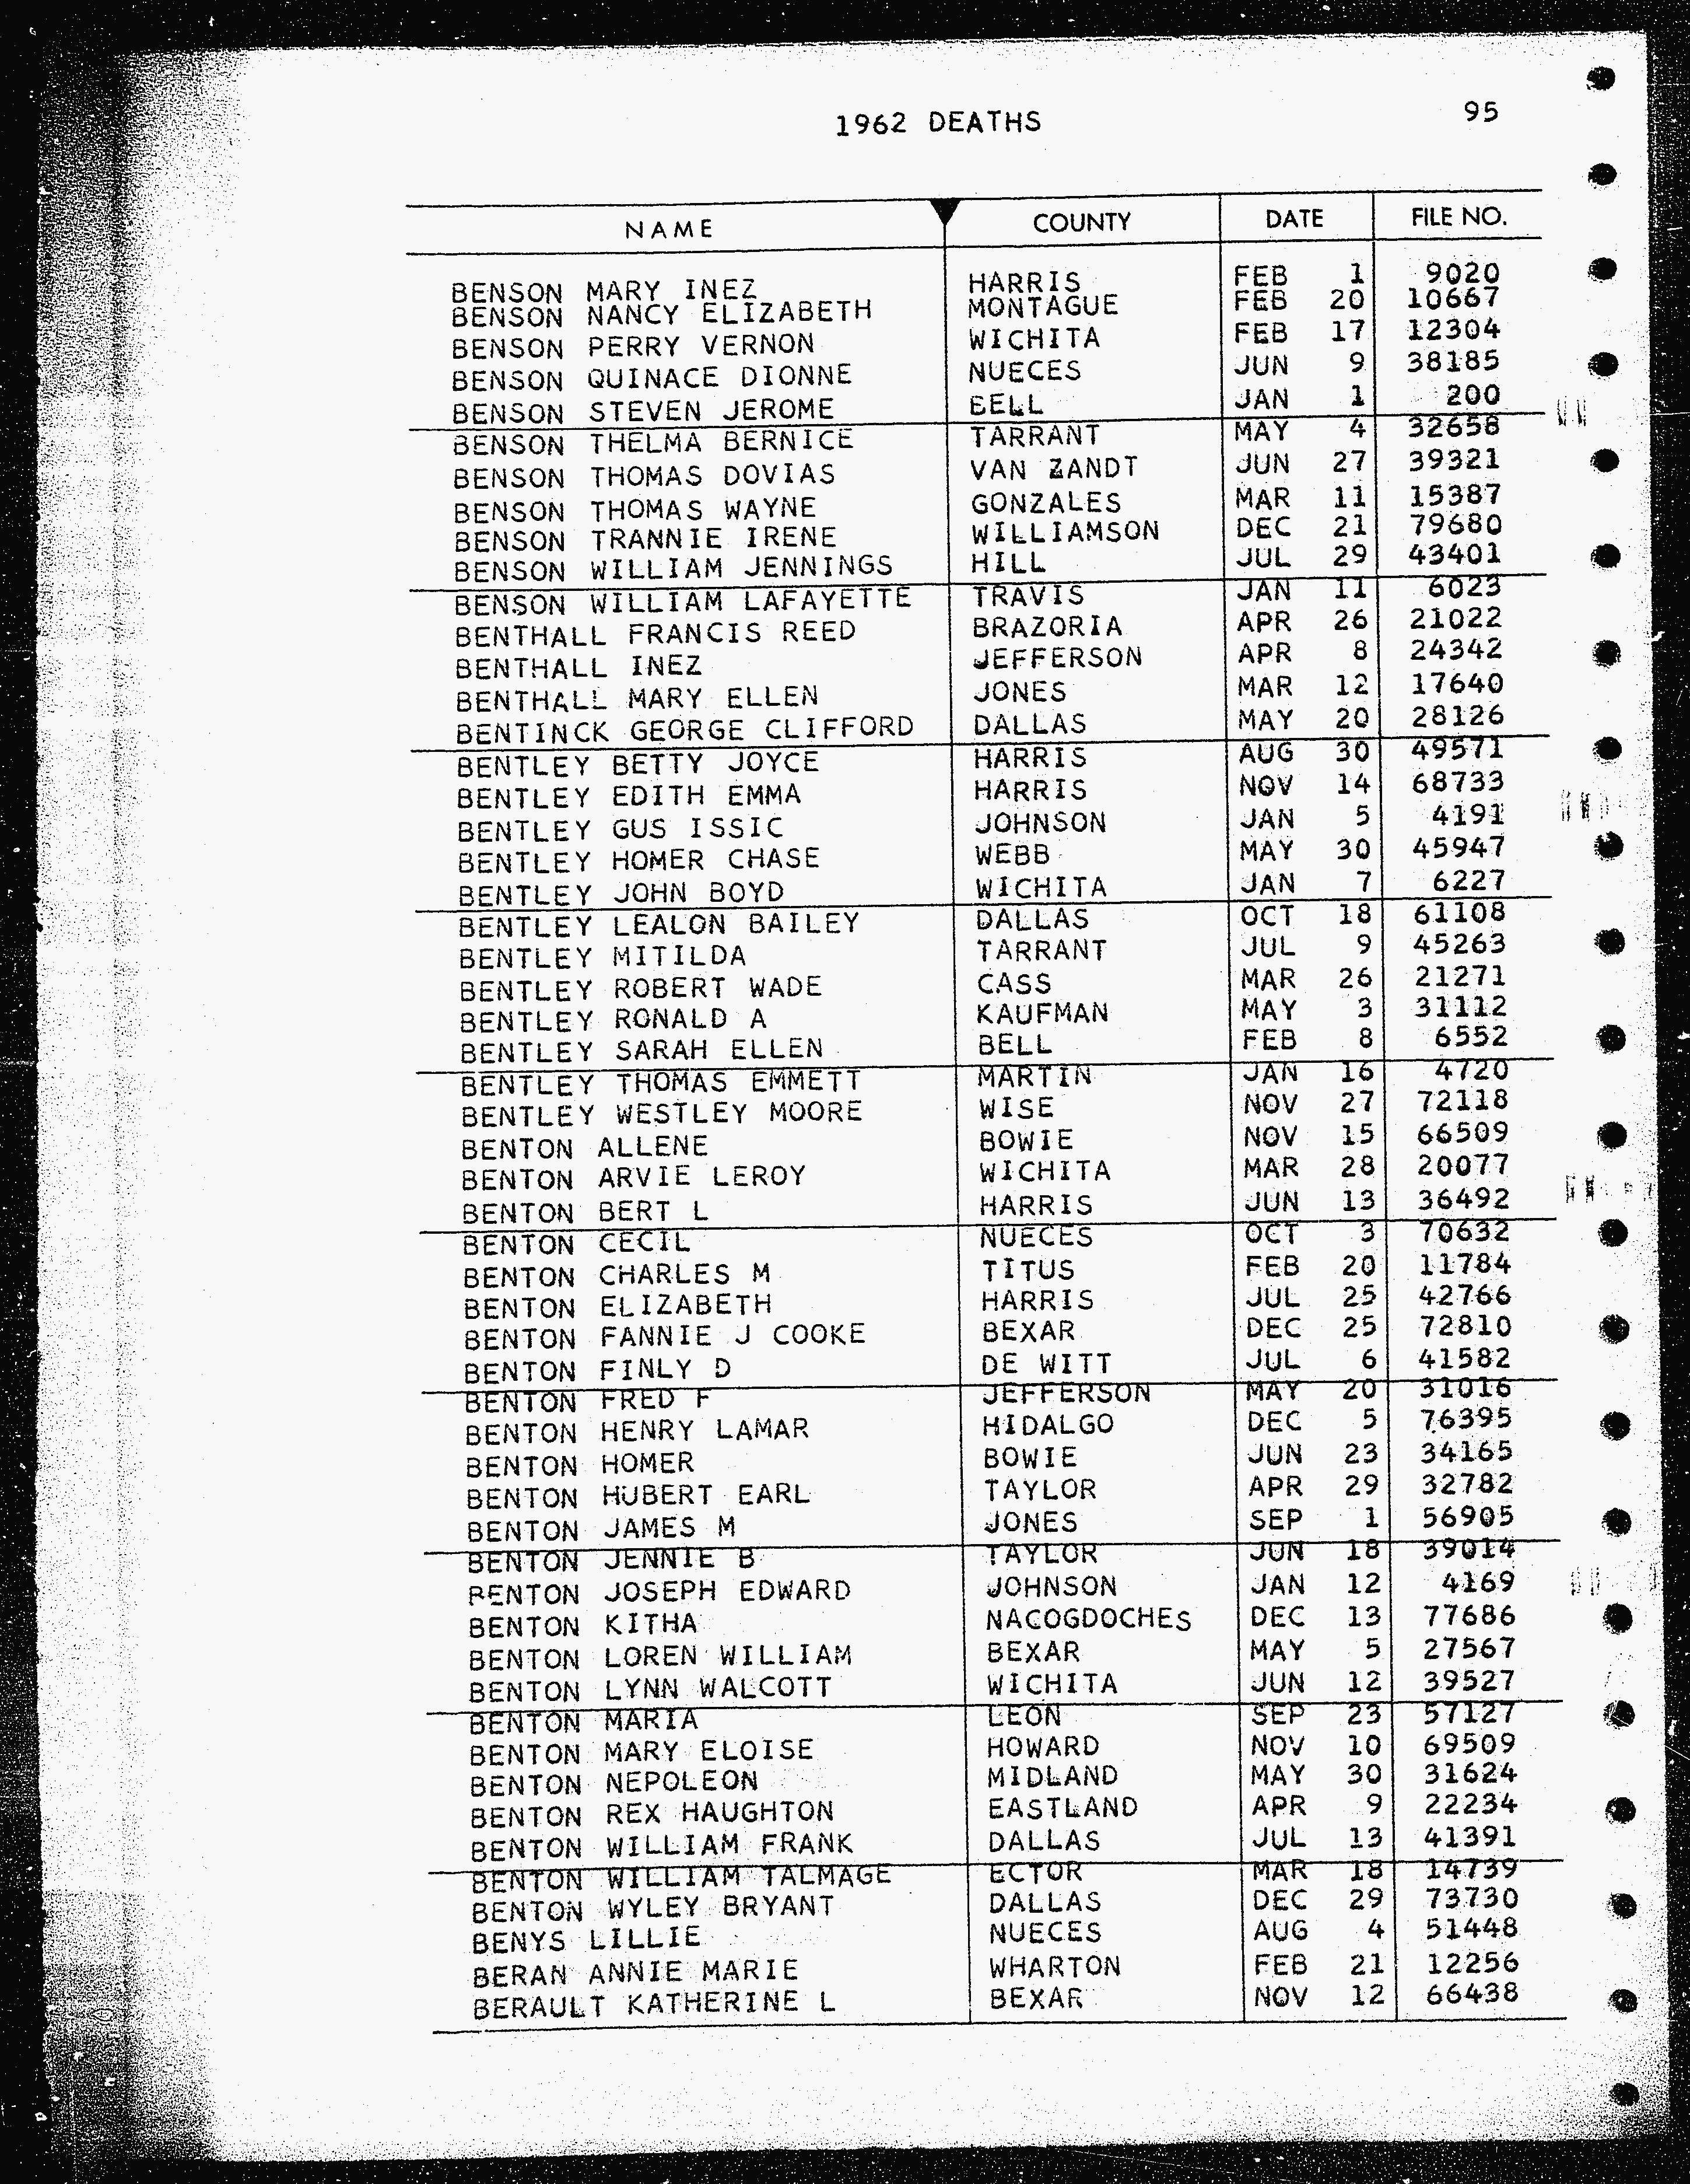 1962 DEATHS 95
NAME COUNTY DATE FILE NO.
BENSON MARY INEZ HARRIS FEB 1 9020
BENSON NANCY ELIZABETH MONTAGUE FEB 20 10667
BENSON PERRY VERNON WICHITA FEB 17 12304
BENSON QUINACE DIONNE NUECES JUN 9 38185
BENSON STEVEN JEROME BELL JAN 1 200
BENSON THELMA BERNICE TARRANT MAY 4 32658
BENSON THOMAS DOVIAS VAN ZANDT JUN 27 39321
BENSON THOMAS WAYNE GONZALES MAR 11 15387
BENSON TRANNIE IRENE WILLIAMSON DEC 21 79680
BENSON WILLIAM JENNINGS HILL JUL 29 43401
BENSON WILLIAM LAFAYETTE TRAVIS JAN 11 6023
BENTHALL FRANCIS REED BRAZORIA APR 26 21022
BENTHALL INEZ JEFFERSON APR 8 24342
BENTHALL MARY ELLEN JONES MAR 12 17640
BENTINCK GEORGE CLIFFORD DALLAS MAY 20 28126
BENTLEY BETTY JOYCE HARRIS AUG 30 49571
BENTLEY EDITH EMMA HARRIS NOV 14 68733
BENTLEY GUS ISSIC JOHNSON JAN 5 4191
BENTLEY HOMER CHASE WEBB MAY 30 45947
BENTLEY JOHN BOYD WICHITA JAN 7 6227
BENTLEY LEALON BAILEY DALLAS OCT 18 61108
BENTLEY MITILDA TARRANT JUL 9 45263
BENTLEY ROBERT WADE CASS MAR 26 21271
BENTLEY RONALD A KAUFMAN MAY 3 31112
BENTLEY SARAH ELLEN BELL FEB 8 6552
BENTLEY THOMAS EMMETT MARTIN JAN 16 4720
BENTLEY WESTLEY MOORE WISE NOV 27 72118
BENTON ALLENE BOWIE NOV 15 66509
BENTON ARVIE LEROY WICHITA MAR 28 20077
BENTON BERT L HARRIS JUN 13 36492
BENTON CECIL NUECES OCT 3 70632
BENTON CHARLES M TITUS FEB 20 11784
BENTON ELIZABETH HARRIS JUL 25 42766
BENTON FANNIE J COOKE BEXAR DEC 25 72810
BENTON FINLY D DE WITT JUL 6 41582
BENTON FRED F JEFFERSON MAY 20 31016
BENTON HENRY LAMAR HIDALGO DEC 5 76395
BENTON HOMER BOWIE JUN 23 34165
BENTON HUBERT EARL TAYLOR APR 29 32782
BENTON JAMES M JONES SEP 1 56905
BENTON JENNIE B TAYLOR JUN 18 39014
BENTON JOSEPH EDWARD JOHNSON JAN 12 4169
BENTON KITHA NACOGDOCHES DEC 13 77686
BENTON LOREN WILLIAM BEXAR MAY 5 27567
BENTON LYNN WALCOTT WICHITA JUN 12 39527
BENTON MARIA LEON SEP 23 57127
BENTON MARY ELOISE HOWARD NOV 10 69509
BENTON NEPOLEON MIDLAND MAY 30 31624
BENTON REX HAUGHTON EASTLAND APR 9 22234
BENTON WILLIAM FRANK DALLAS JUL 13 41391
BENTON WILLIAM TALMAGE ECTOR MAR 18 14739
BENTON WYLEY BRYANT DALLAS DEC 29 73730
BENYS LILLIE NUECES AUG 4 51448
BERAN ANNIE MARIE WHARTON FEB 21 12256
BERAULT KATHERINE L BEXAR NOV 12 66438